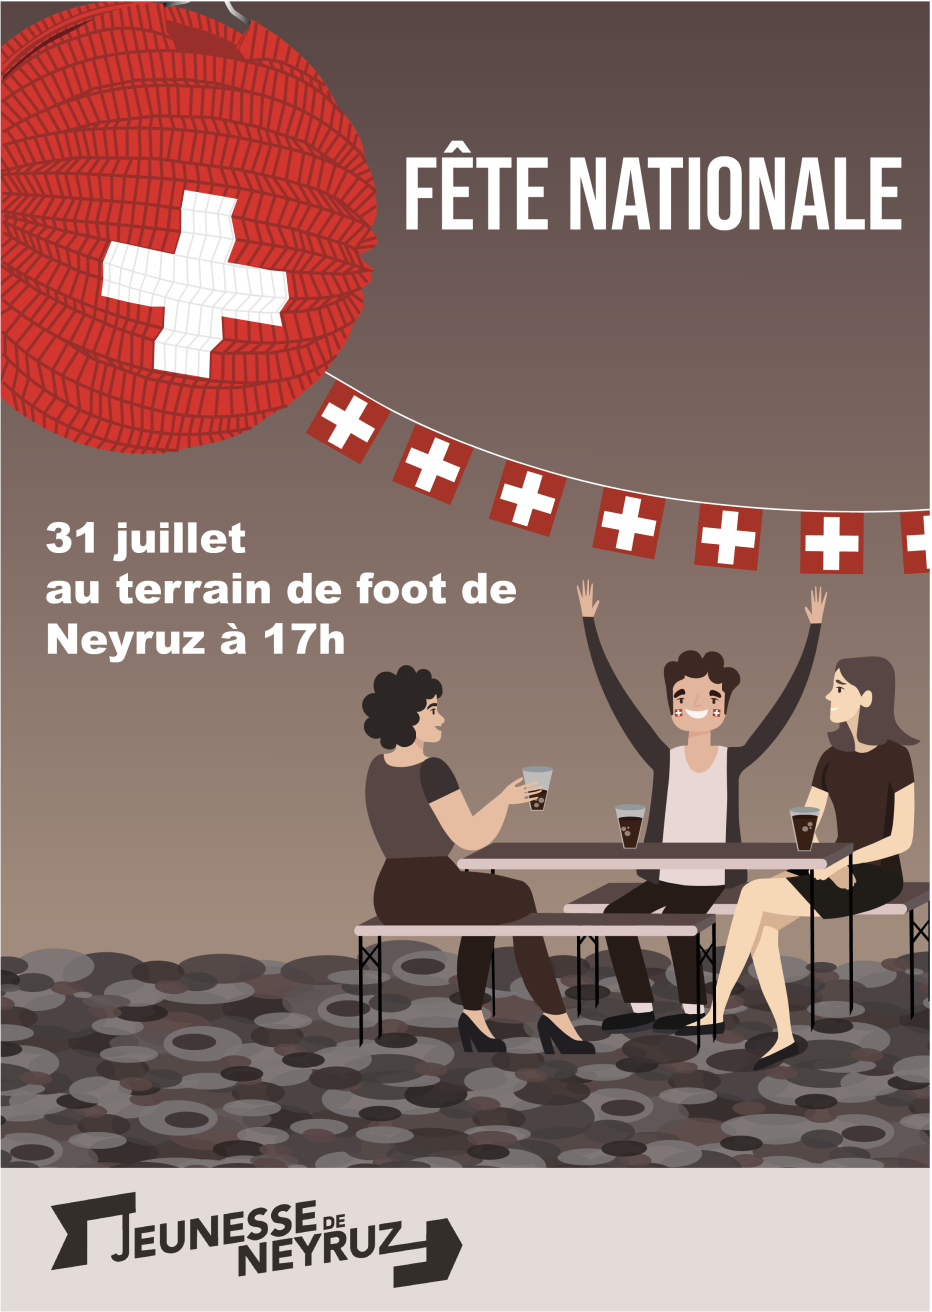 FÊTE NATIONALE
31 juillet
au terrain de foot de
Neyruz à 17h
JEUNESSE DE
NEYRUZ